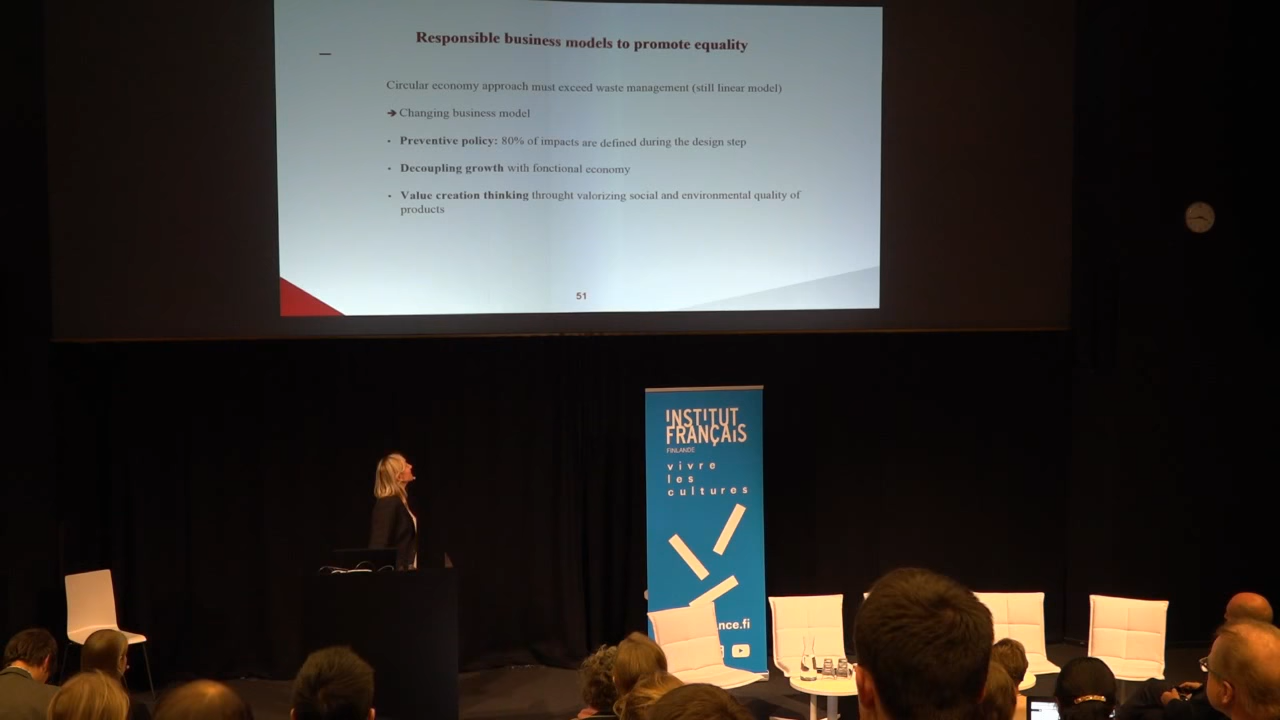 Responsible business models to promote equality
Circular economy approach must exceed waste management (still linear model)
➔ Changing business model
• Preventive policy: 80% of impacts are defined during the design step
• Decoupling growth with fonctional economy
• Value creation thinking throught valorizing social and environmental quality of
products
51
INSTITUT
FRANÇAIS
FINLANDE
vivre
les
cultures
nce.fi